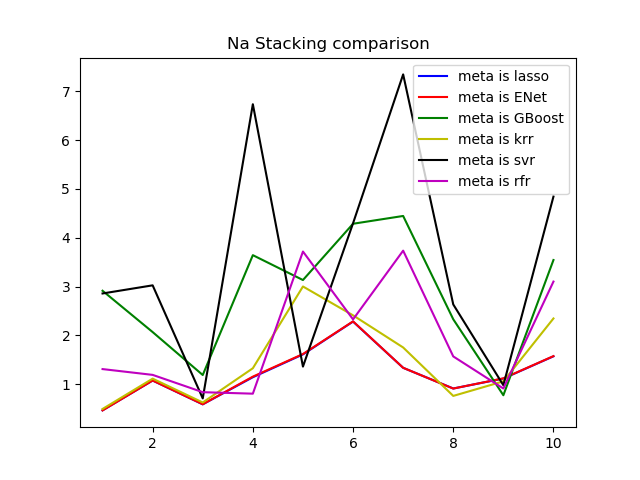 Na Stacking comparison
meta is lasso
meta is ENet
meta is GBoost
meta is krr
meta is svr
meta is rfr
7
6
5
4
3
2
1
2 4 6 8 10